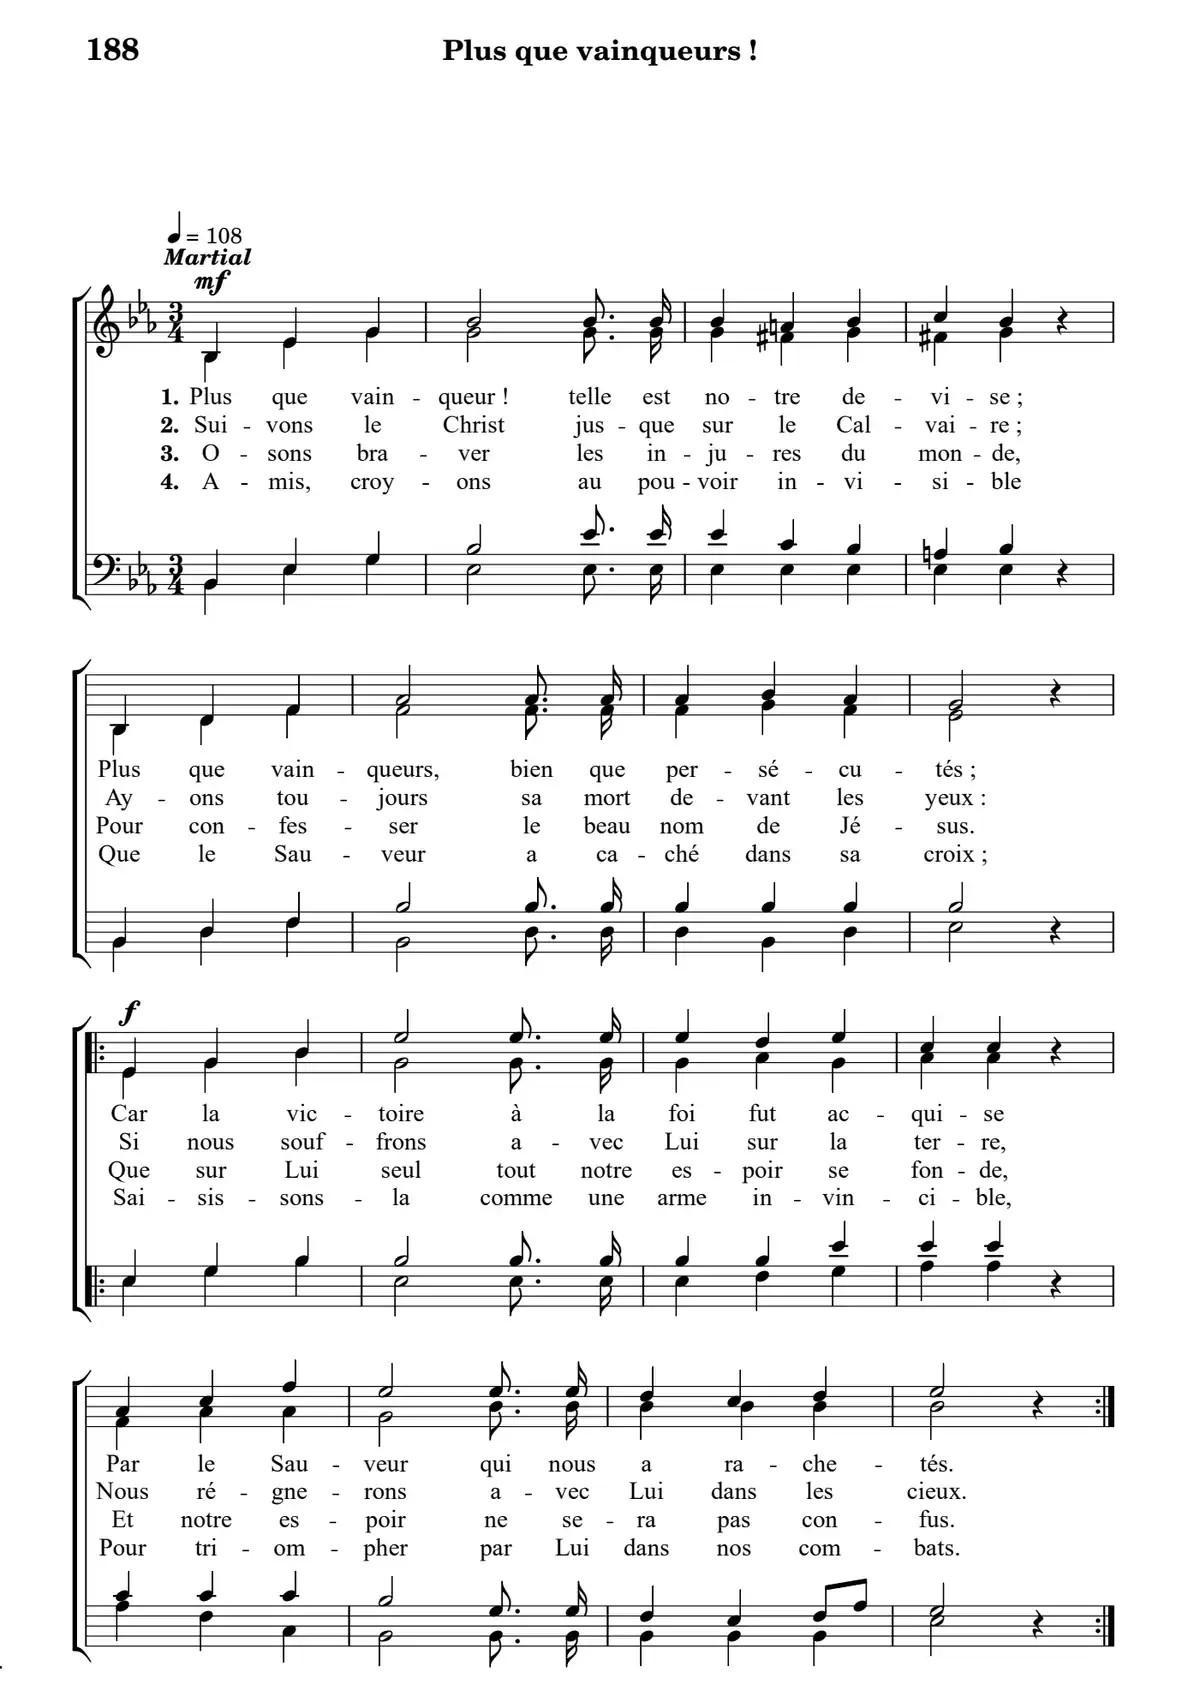 188 Plus que vainqueurs !
= 108
Martial
mf
1. Plus que vain - queur ! telle est no - tre de - vi - se ;
2. Sui - vons le Christ jus - que sur le Cal - vai - re ;
3. O - sons bra - ver les in - ju - res du mon - de,
4. A - mis, croy - ons au pou - voir in - vi - si - ble
Plus que vain - queurs, bien que per - sé - cu - tés ;
Ay - ons tou - jours sa mort de - vant les yeux :
Pour con - fes - ser le beau nom de Jé - sus.
Que le Sau - veur a ca - ché dans sa croix ;
f
Car la vic - toire à la foi fut ac - qui - se
Si nous souf - frons a - vec Lui sur la ter - re,
Que sur Lui seul tout notre es - poir se fon - de,
Sai - sis - sons - la comme une arme in - vin - ci - ble,
Par le Sau - veur qui nous a ra - che - tés.
Nous ré - gne - rons a - vec Lui dans les cieux.
Et notre es - poir ne se - ra pas con - fus.
Pour tri - om - pher par Lui dans nos com - bats.